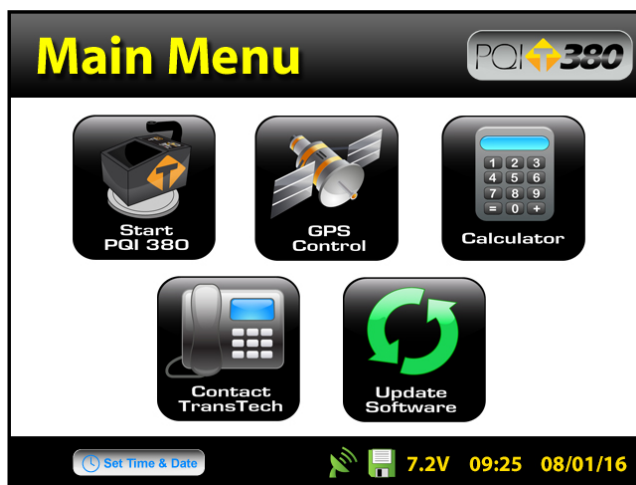 Main Menu
PQI T 380
Start
PQI 380
T
GPS
Control
1 2 3
4 5 6
7 8 9
= 0 +
Calculator
Contact
TransTech
Update
Software
Set Time & Date
7.2V 09:25 08/01/16